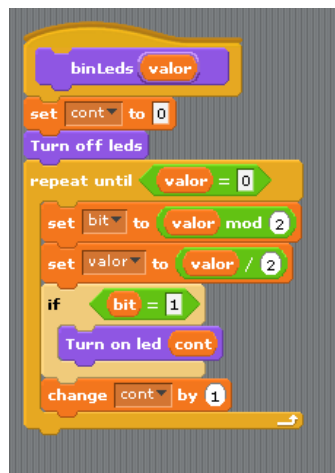 binLeds valor
set cont to 0
Turn off leds
repeat until valor = 0
set bit to valor mod 2
set valor to valor / 2
if bit = 1
Turn on led cont
change cont by 1